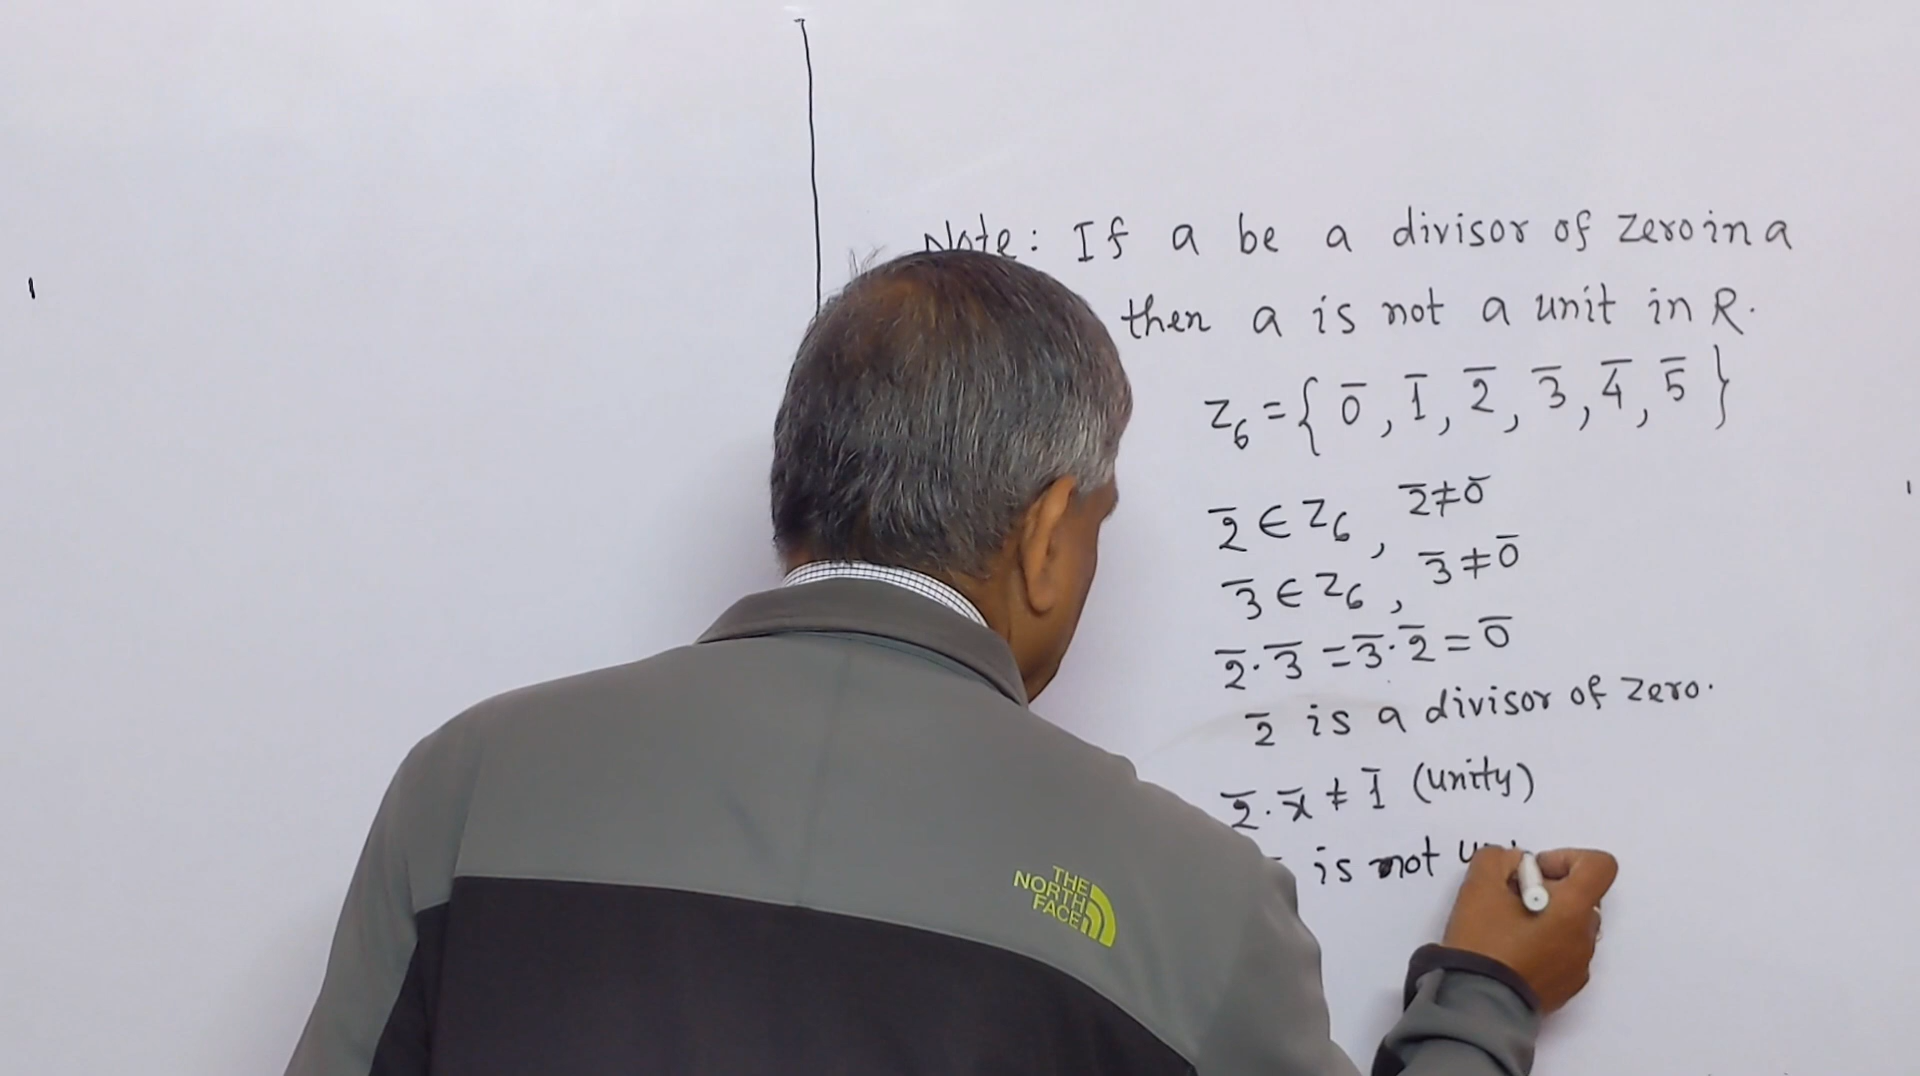 Note: If a be a divisor of zero in a
then a is not a unit in R.
Z₆ = { 0̄, 1̄, 2̄, 3̄, 4̄, 5̄ }
2̄ ∈ Z₆, 2̄ ≠ 0̄
3̄ ∈ Z₆, 3̄ ≠ 0̄
2̄·3̄ = 3̄·2̄ = 0̄
2̄ is a divisor of zero.
2̄·x̄ ≠ 1̄ (unity)
is not
THE
NORTH
FACE